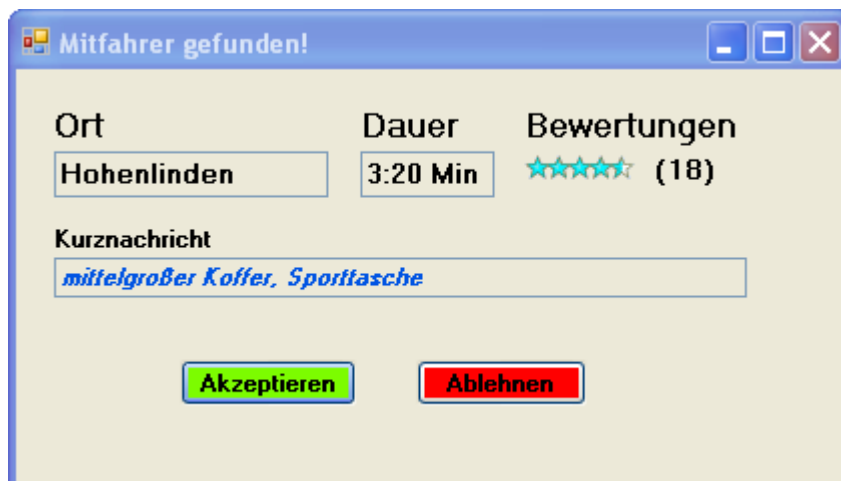 Mitfahrer gefunden!
Ort Dauer Bewertungen
Hohenlinden 3:20 Min (18)
Kurznachricht
mittelgroßer Koffer, Sporttasche
Akzeptieren Ablehnen